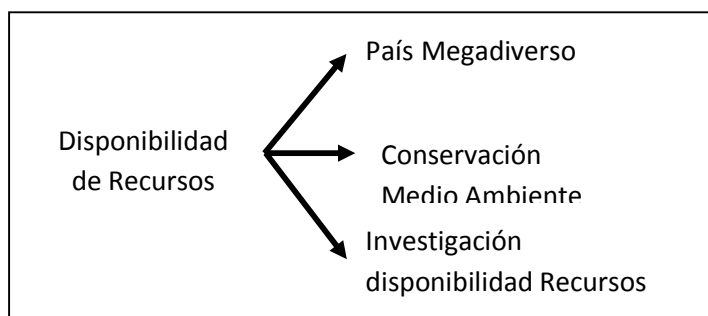 País Megadiverso
Disponibilidad
de Recursos
Conservación
Medio Ambiente
Investigación
disponibilidad Recursos